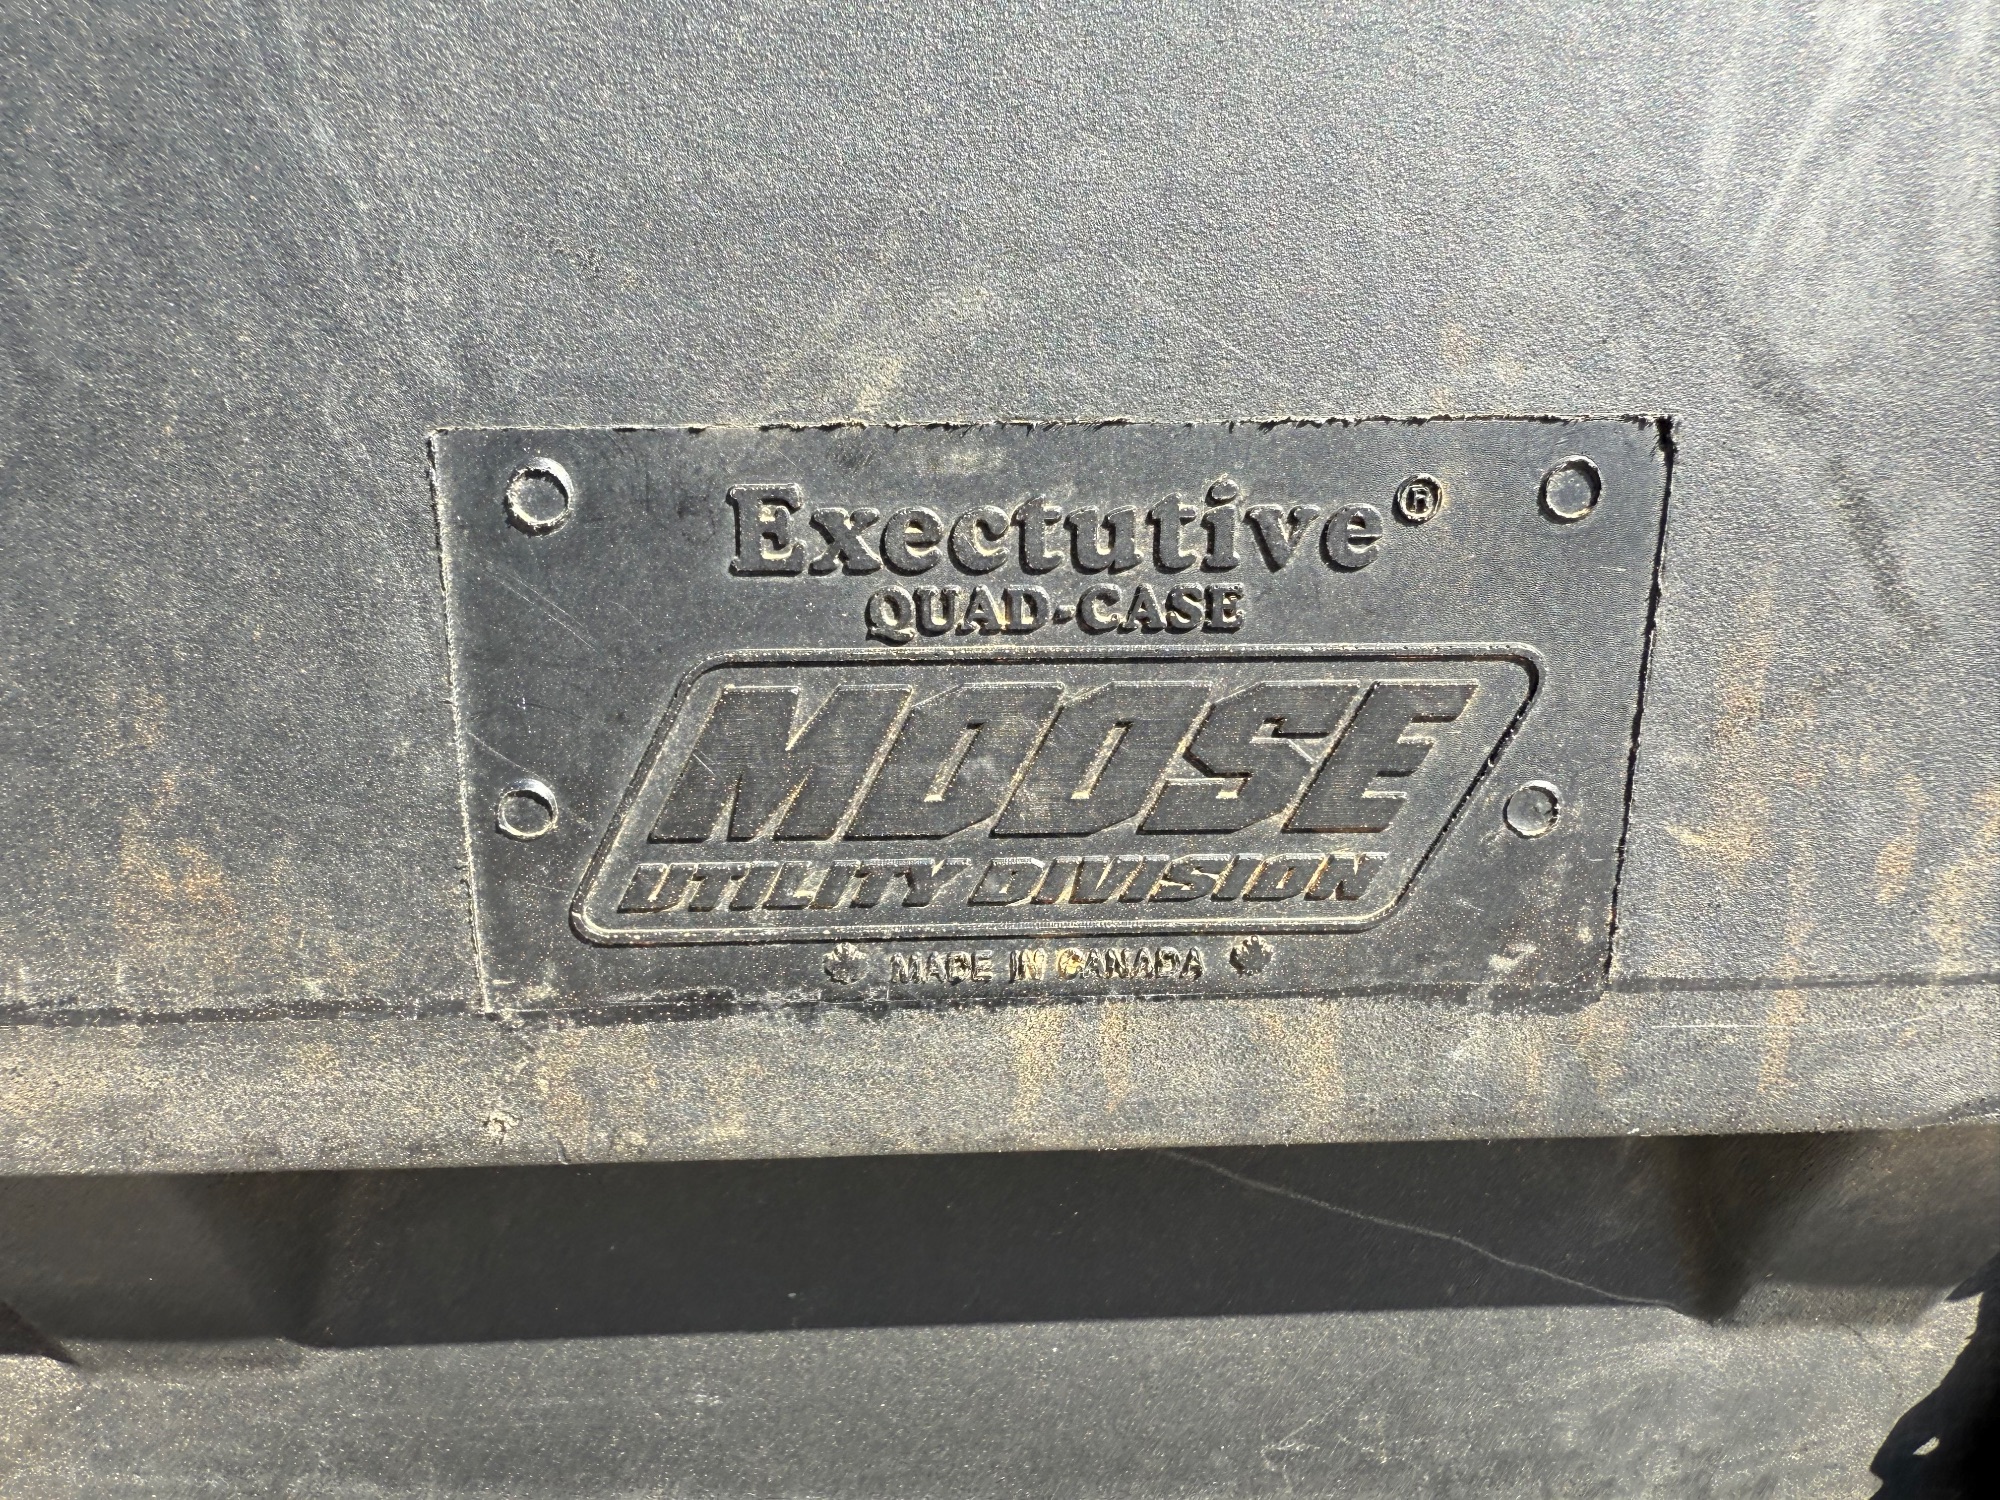 Exectutive®
QUAD-CASE
MOOSE
UTILITY DIVISION
MADE IN CANADA